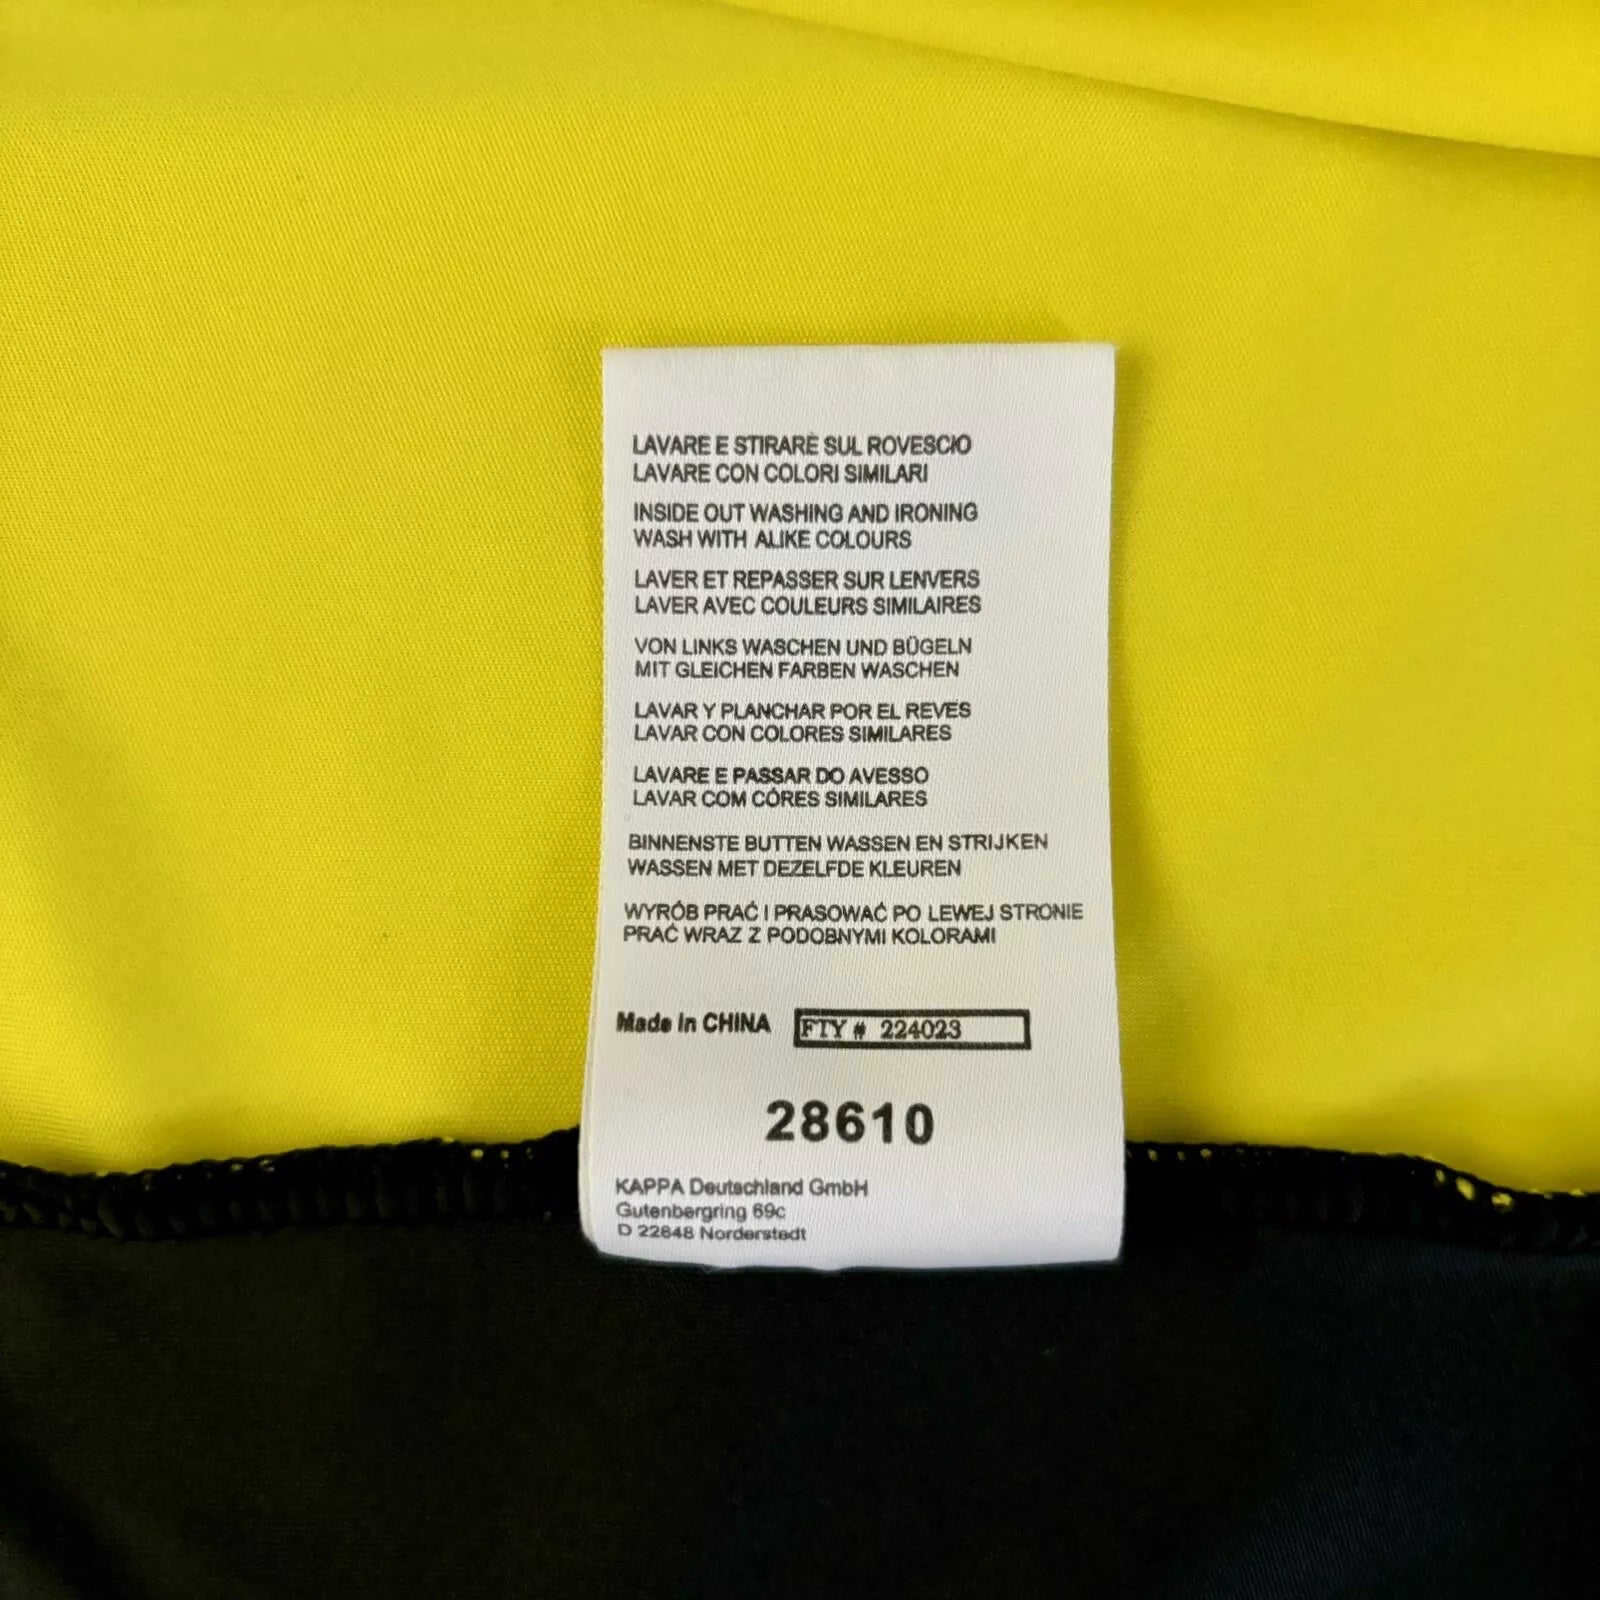 LAVARE E STIRARÈ SUL ROVESCIO
LAVARE CON COLORI SIMILARI
INSIDE OUT WASHING AND IRONING
WASH WITH ALIKE COLOURS
LAVER ET REPASSER SUR LENVERS
LAVER AVEC COULEURS SIMILAIRES
VON LINKS WASCHEN UND BÜGELN
MIT GLEICHEN FARBEN WASCHEN
LAVAR Y PLANCHAR POR EL REVES
LAVAR CON COLORES SIMILARES
LAVARE E PASSAR DO AVESSO
LAVAR COM CÓRES SIMILARES
BINNENSTE BUTTEN WASSEN EN STRIJKEN
WASSEN MET DEZELFDE KLEUREN
WYRÓB PRAĆ I PRASOWAĆ PO LEWEJ STRONIE
PRAĆ WRAZ Z PODOBNYMI KOLORAMI
Made in CHINA FTY # 224023
28610
KAPPA Deutschland GmbH
Gutenbergring 69c
D 22848 Norderstedt